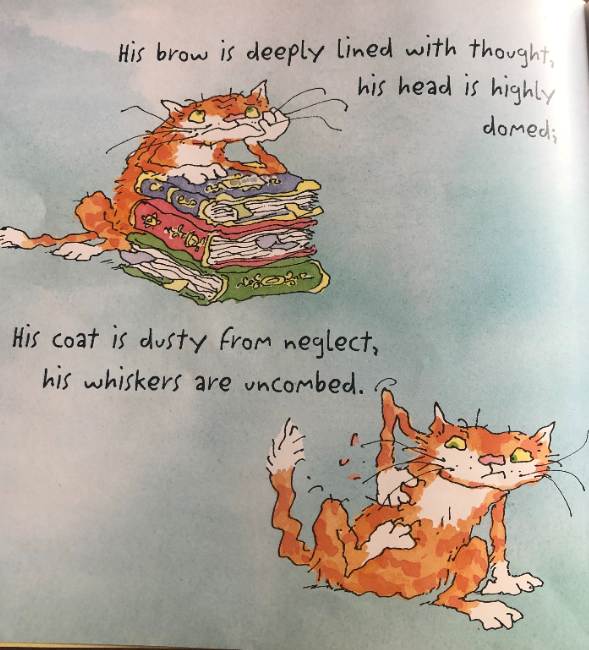 His brow is deeply lined with thought,
his head is highly
domed;
His coat is dusty from neglect,
his whiskers are uncombed.